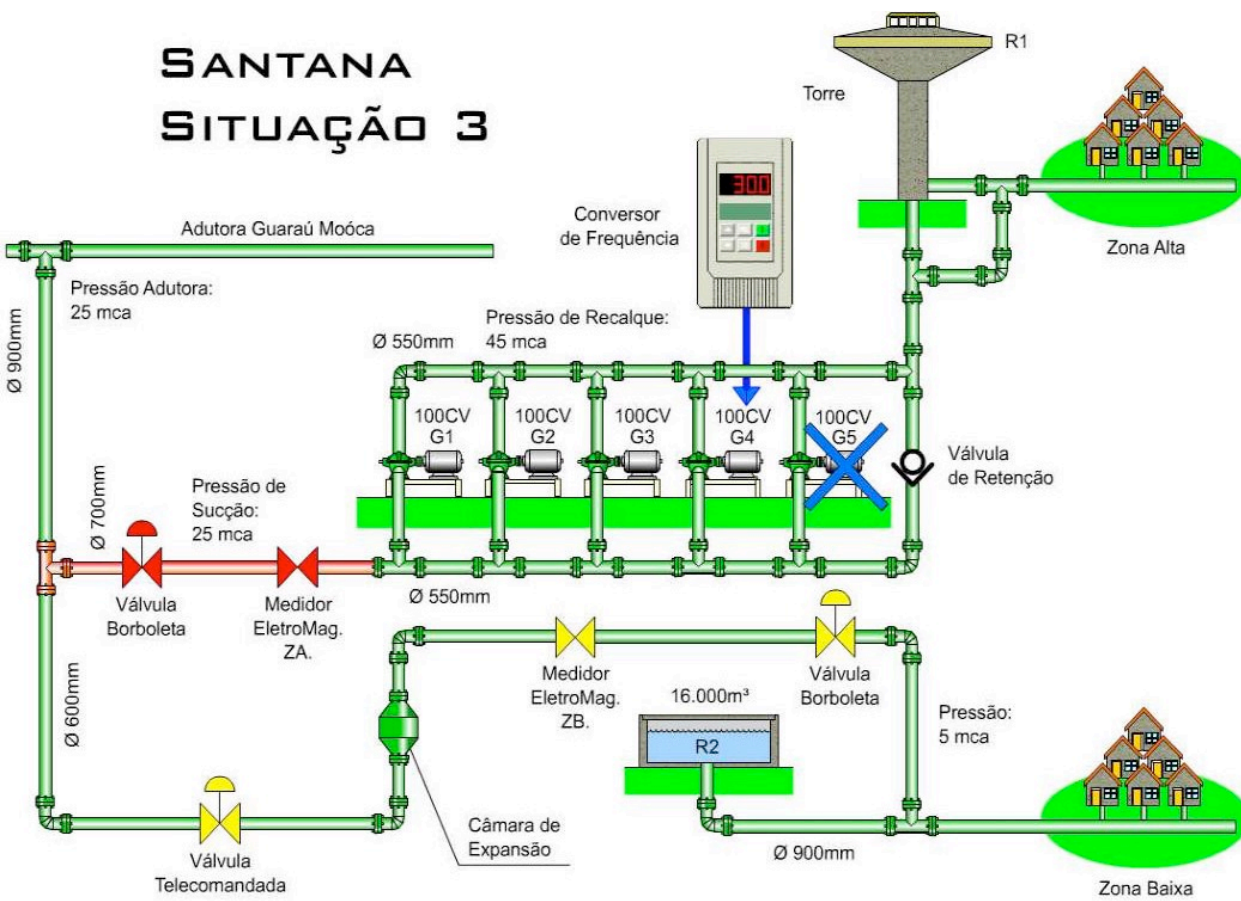 SANTANA
SITUAÇÃO 3
R1
Torre
Zona Alta
Conversor
de Frequência
300
Adutora Guaraú Moóca
Pressão Adutora:
25 mca
Ø 900mm
Pressão de Recalque:
45 mca
Ø 550mm
100CV
G1
100CV
G2
100CV
G3
100CV
G4
100CV
G5
Válvula
de Retenção
Ø 700mm
Pressão de
Sucção:
25 mca
Válvula
Borboleta
Medidor
EletroMag.
ZA.
Ø 550mm
Ø 600mm
Medidor
EletroMag.
ZB.
Válvula
Borboleta
16.000m³
R2
Pressão:
5 mca
Câmara de
Expansão
Válvula
Telecomandada
Ø 900mm
Zona Baixa